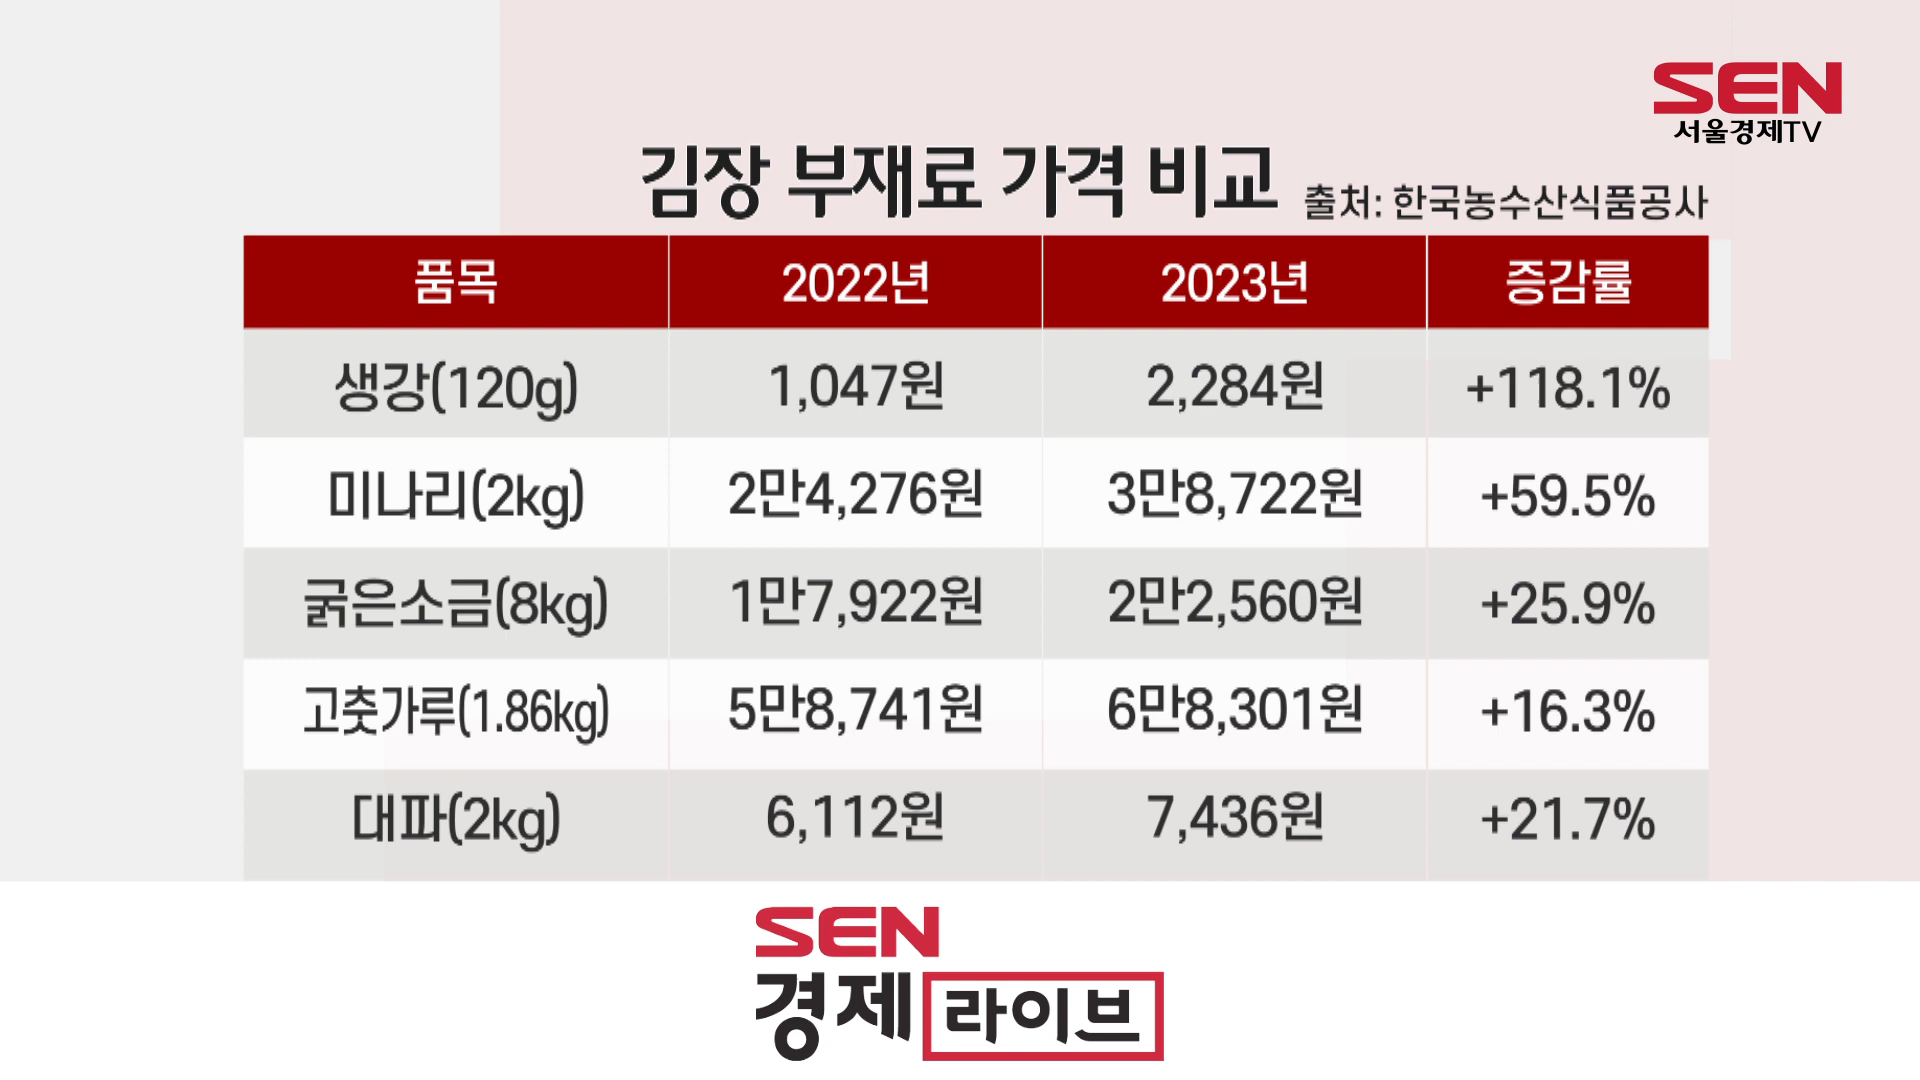 SEN
서울경제TV
김장 부재료 가격 비교 출처: 한국농수산식품공사
품목 2022년 2023년 증감률
생강(120g) 1,047원 2,284원 +118.1%
미나리(2kg) 2만4,276원 3만8,722원 +59.5%
굵은소금(8kg) 1만7,922원 2만2,560원 +25.9%
고춧가루(1.86kg) 5만8,741원 6만8,301원 +16.3%
대파(2kg) 6,112원 7,436원 +21.7%
SEN
경제 라이브